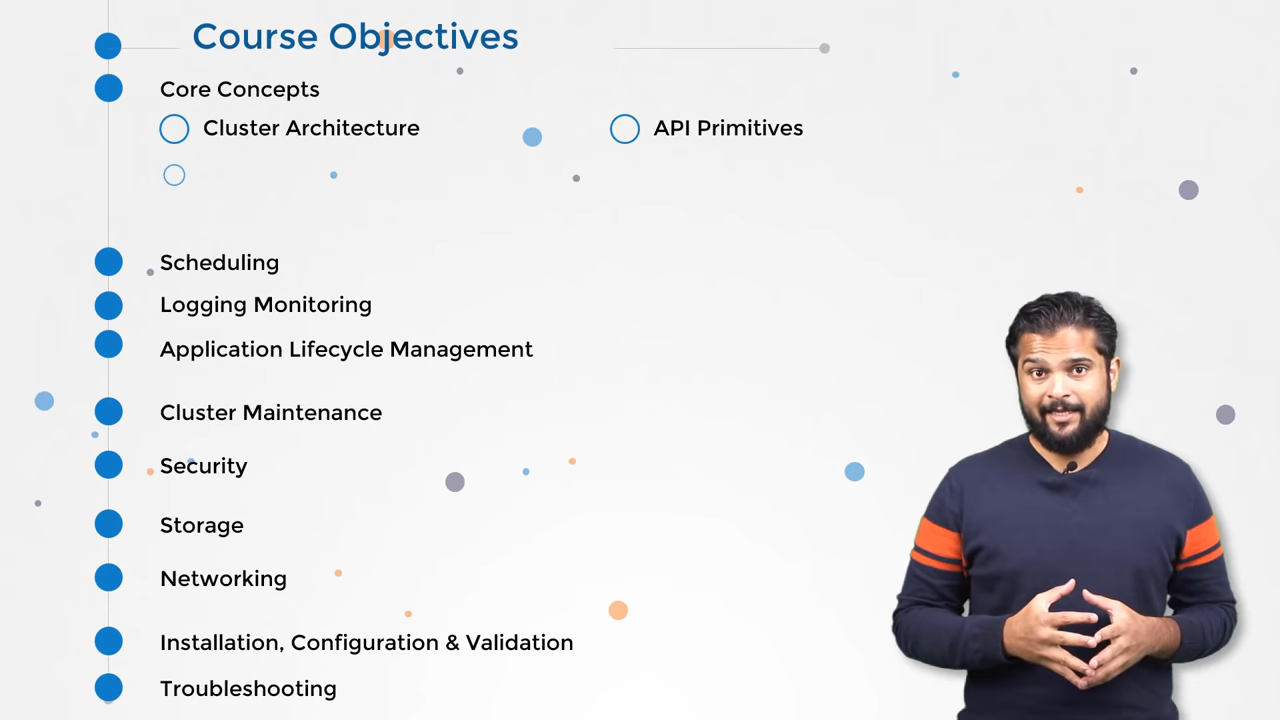 Course Objectives
Core Concepts
Cluster Architecture
API Primitives
Scheduling
Logging Monitoring
Application Lifecycle Management
Cluster Maintenance
Security
Storage
Networking
Installation, Configuration & Validation
Troubleshooting